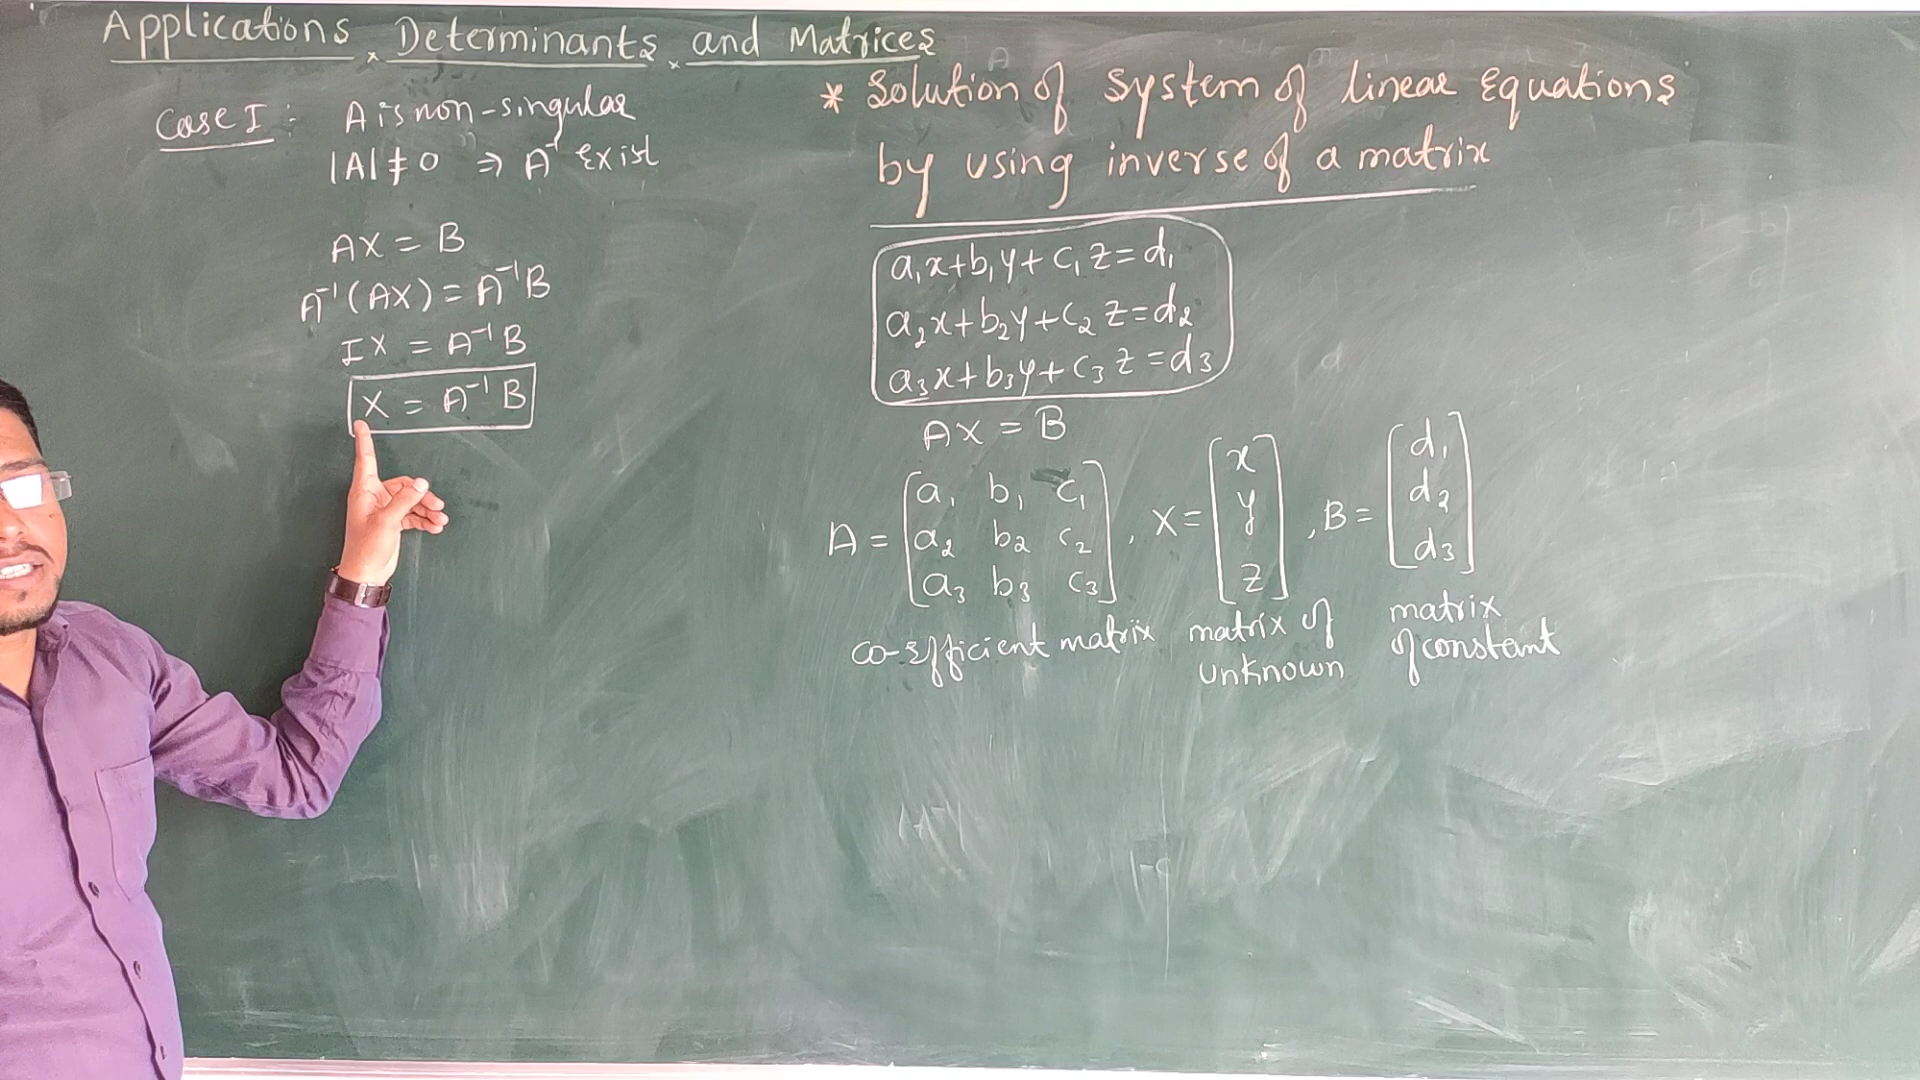 Applications Determinants and Matrices
Case I : A is non-singular
|A| ≠ 0 ⇒ A⁻¹ Exist
AX = B
A⁻¹(AX) = A⁻¹B
IX = A⁻¹B
X = A⁻¹B
* Solution of System of linear Equations
by using inverse of a matrix
a₁x+b₁y+c₁z=d₁
a₂x+b₂y+c₂z=d₂
a₃x+b₃y+c₃z=d₃
AX = B
A = [a₁ b₁ c₁ a₂ b₂ c₂ a₃ b₃ c₃], X = [x y z], B = [d₁ d₂ d₃]
co-Efficient matrix
matrix of
unknown
matrix
of constant